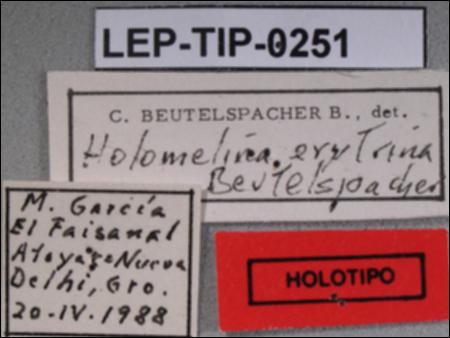 LEP-TIP-0251
C. BEUTELSPACHER B., det.
Holomelina erytrina
Beutelspacher
M. García
El Faisanal
Atoyac-Nueva
Delhi, Gro.
20-IV-1988
HOLOTIPO